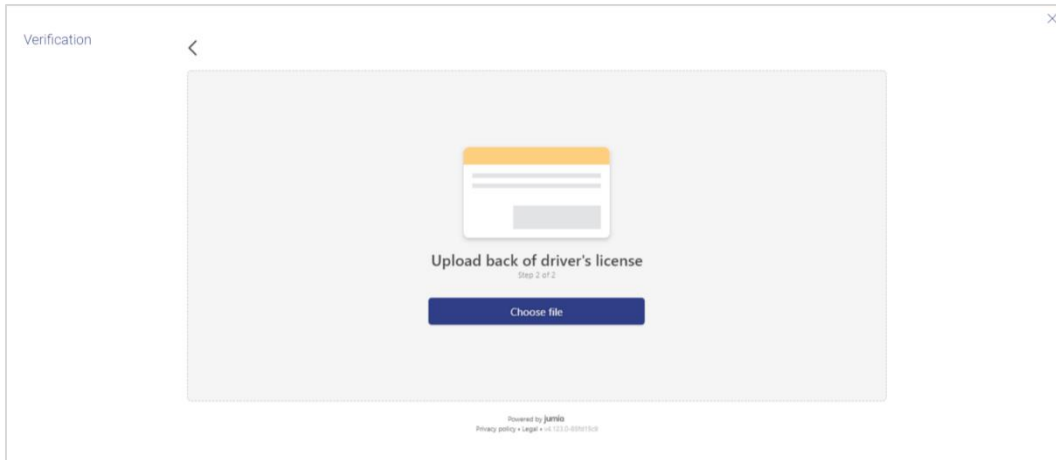 Verification
Upload back of driver's license
Step 2 of 2
Choose file
Powered by jumio
Privacy policy • Legal •